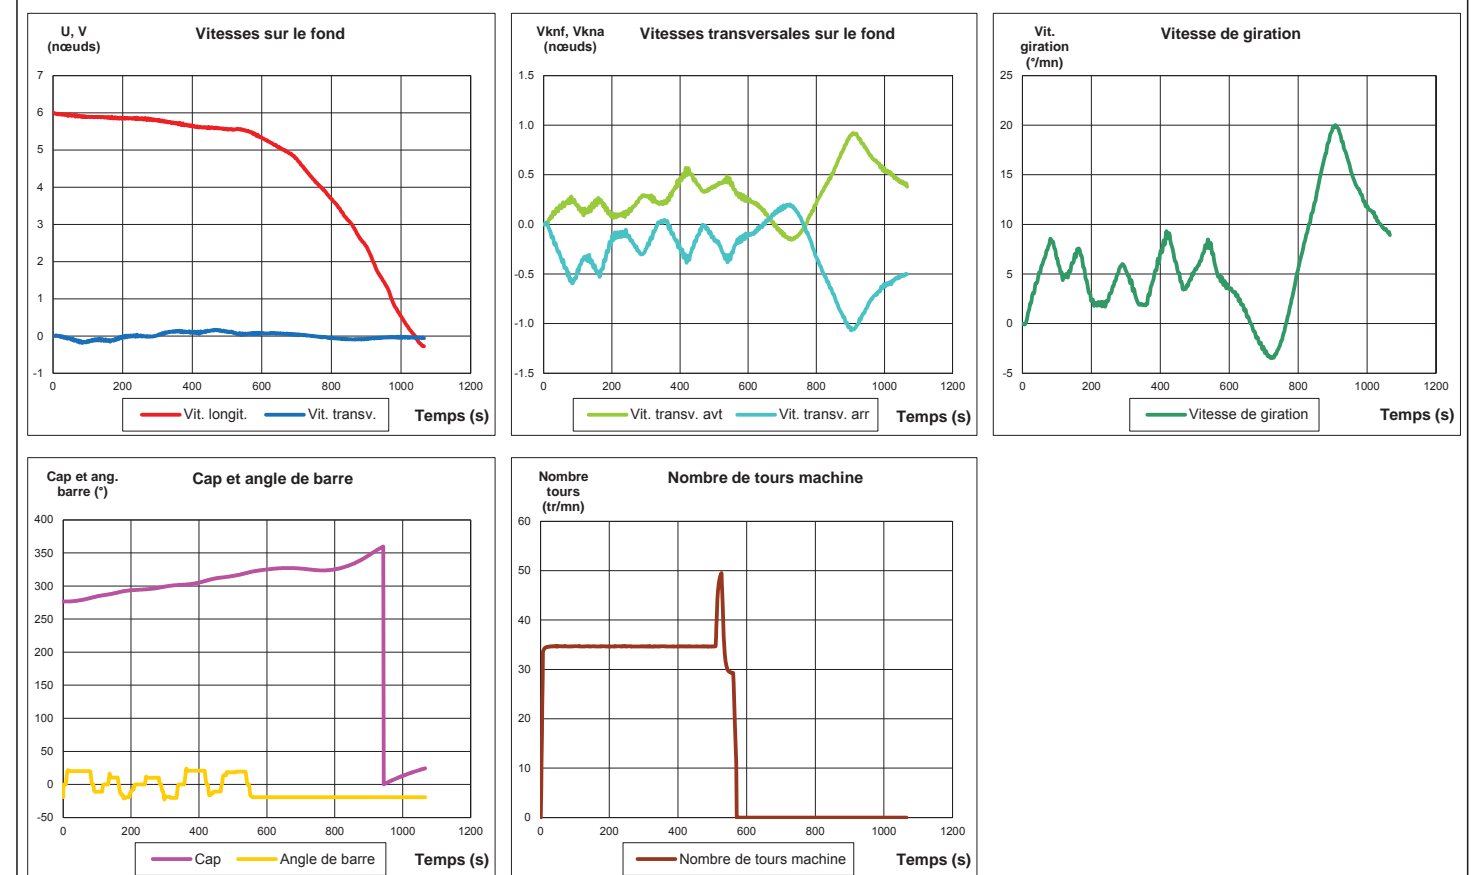 U, V
(nœuds)
Vitesses sur le fond
7
6
5
4
3
2
1
0
-1
0 200 400 600 800 1000 1200
Vit. longit. Vit. transv.
Temps (s)
Vknf, Vkna
(nœuds)
Vitesses transversales sur le fond
1.5
1.0
0.5
0.0
-0.5
-1.0
-1.5
0 200 400 600 800 1000 1200
Vit. transv. avt Vit. transv. arr
Temps (s)
Vit.
giration
(°/mn)
Vitesse de giration
25
20
15
10
5
0
-5
0 200 400 600 800 1000 1200
Vitesse de giration
Temps (s)
Cap et ang.
barre (°)
Cap et angle de barre
400
350
300
250
200
150
100
50
0
-50
0 200 400 600 800 1000 1200
Cap Angle de barre
Temps (s)
Nombre
tours
(tr/mn)
Nombre de tours machine
60
50
40
30
20
10
0
0 200 400 600 800 1000 1200
Nombre de tours machine
Temps (s)